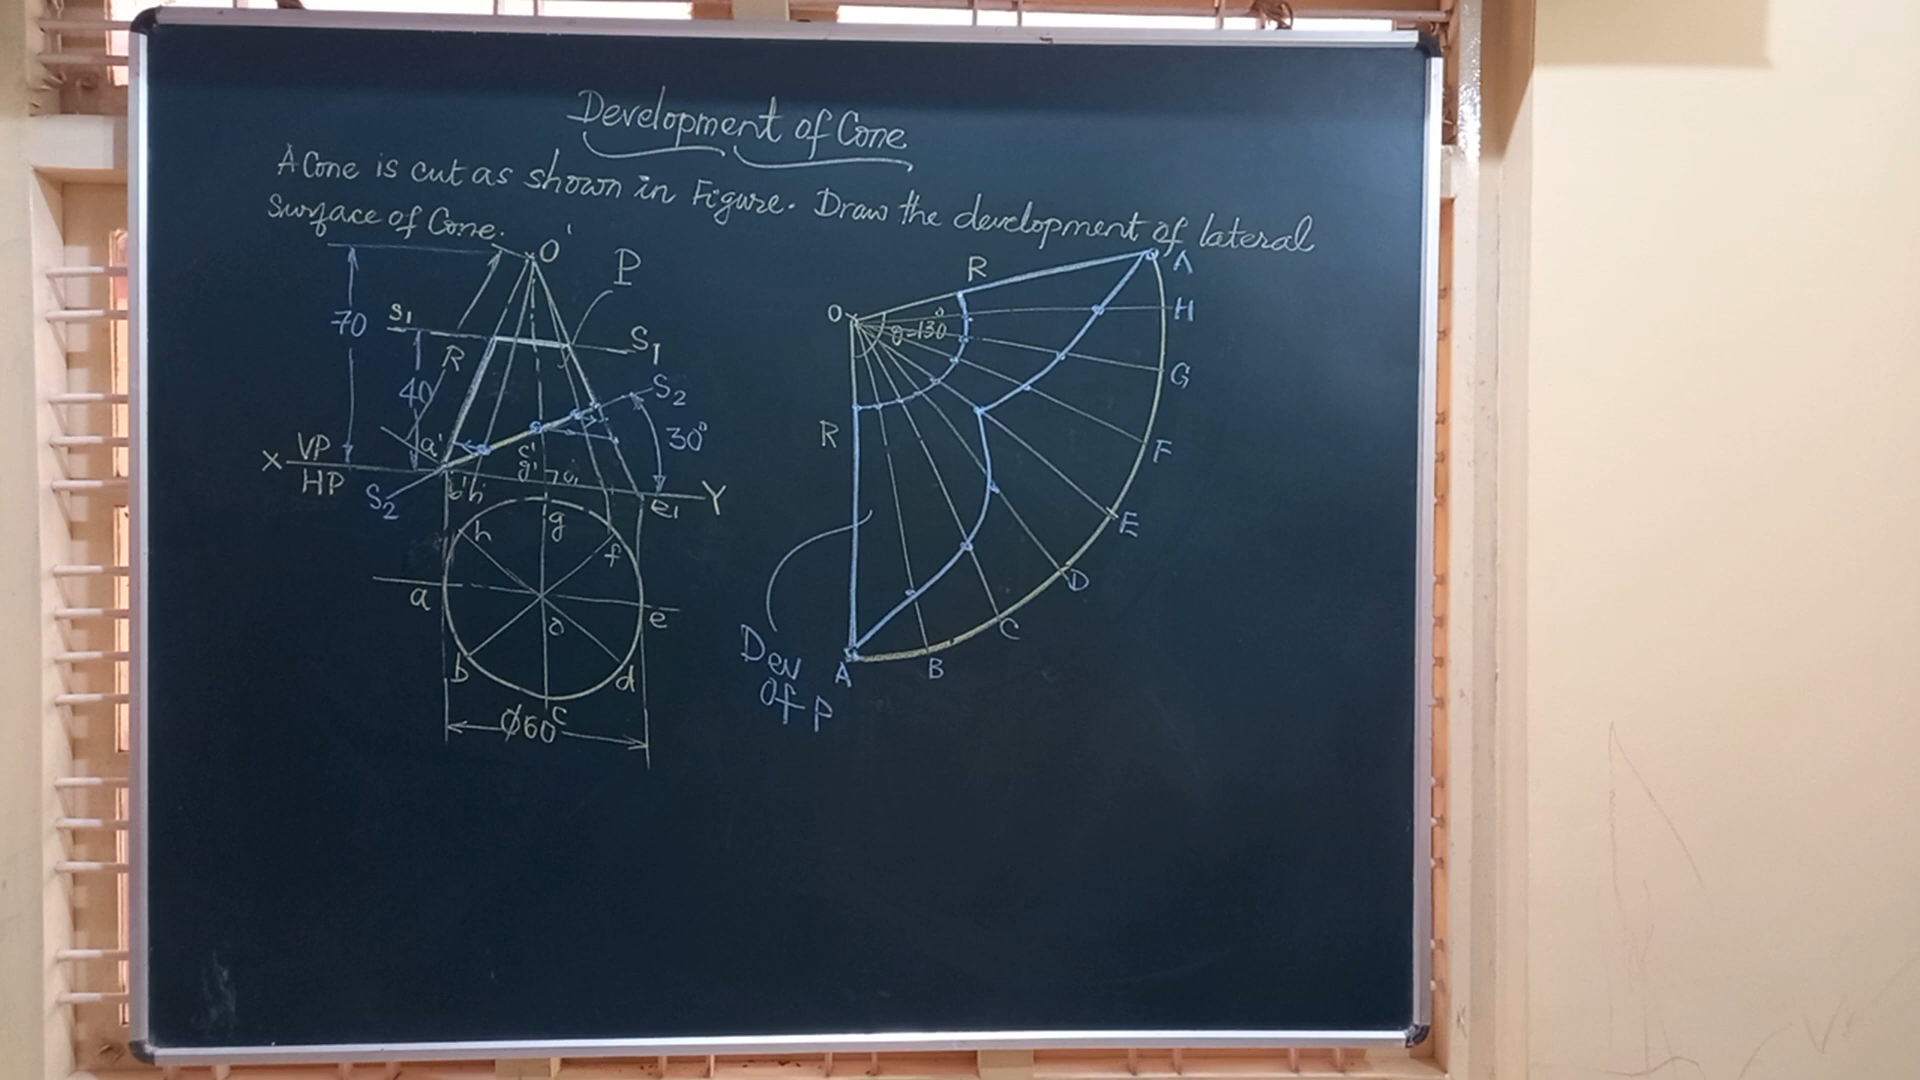 Development of Cone
A Cone is cut as shown in Figure. Draw the development of lateral
Surface of Cone.
O'
P
70
S1
S1
R
40
S2
30°
X
VP
HP
a'
b'h'
c'
g'
e1
Y
S2
h
g
f
a
o
e
b
d
c
Ø60
O
R
θ=130°
A
H
G
R
F
E
D
C
B
A
Dev
Of P